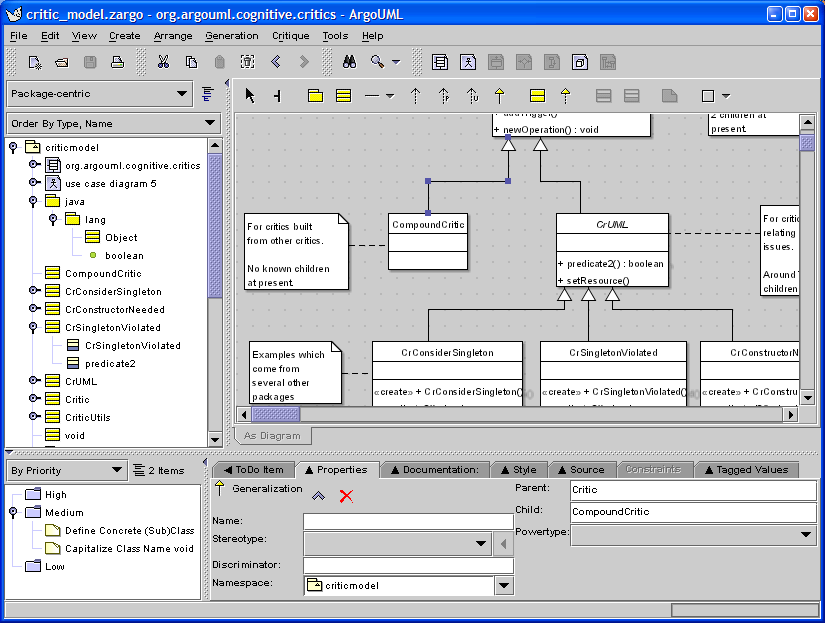 critic_model.zargo - org.argouml.cognitive.critics - ArgoUML
File Edit View Create Arrange Generation Critique Tools Help
Package-centric
Order By Type, Name
criticmodel
org.argouml.cognitive.critics
use case diagram 5
java
lang
Object
boolean
CompoundCritic
CrConsiderSingleton
CrConstructorNeeded
CrSingletonViolated
CrSingletonViolated
predicate2
CrUML
Critic
CriticUtils
void
+ newOperation() : void
2 children at
present.
For critics built
from other critics.
No known children
at present.
CompoundCritic
CrUML
+ predicate2() : boolean
+ setResource()
For critic
relating
issues.
Around
children
Examples which
come from
several other
packages
CrConsiderSingleton
«create» + CrConsiderSingleton()
CrSingletonViolated
«create» + CrSingletonViolated()
CrConstructorN
«create» + CrConstru
As Diagram
By Priority
2 Items
High
Medium
Define Concrete (Sub)Class
Capitalize Class Name void
Low
ToDo Item Properties Documentation: Style Source Constraints Tagged Values
Generalization
Name:
Stereotype:
Discriminator:
Namespace: criticmodel
Parent: Critic
Child: CompoundCritic
Powertype: